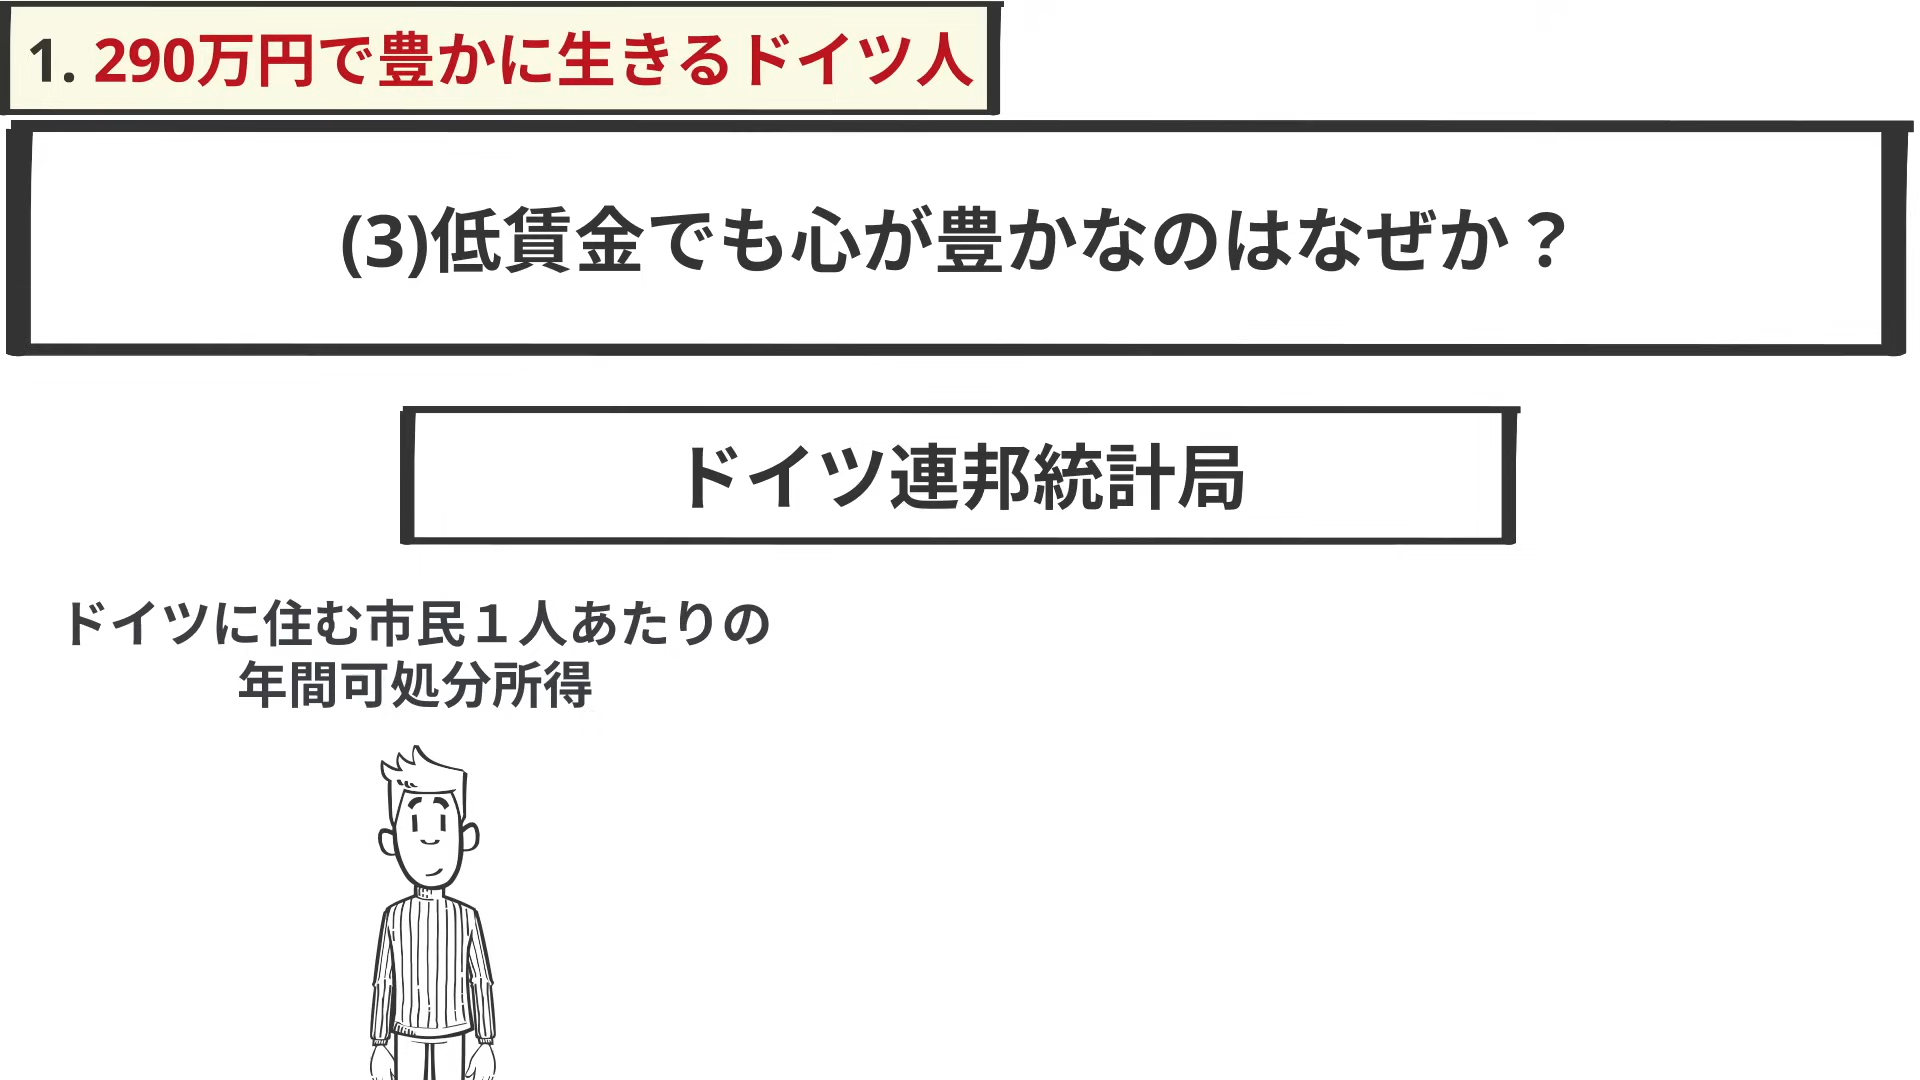 1. 290万円で豊かに生きるドイツ人
(3)低賃金でも心が豊かなのはなぜか？
ドイツ連邦統計局
ドイツに住む市民１人あたりの
年間可処分所得